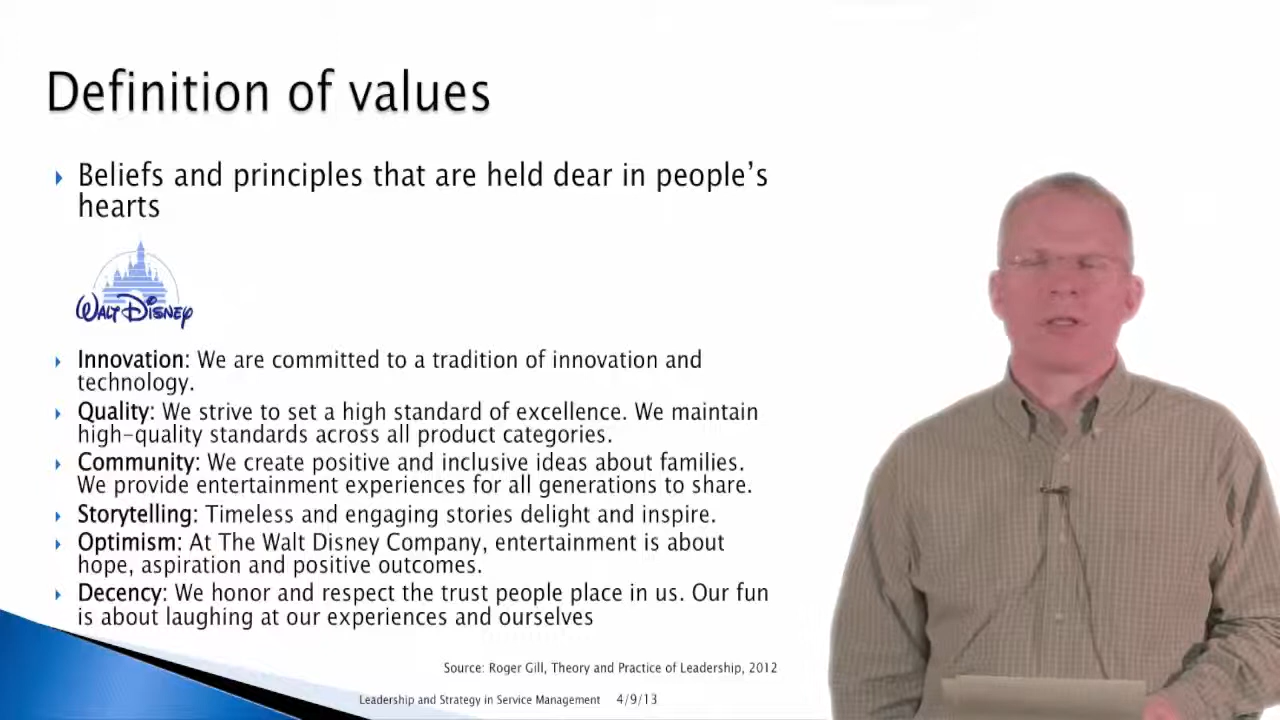 Definition of values
Beliefs and principles that are held dear in people's
hearts
WALT DISNEY
Innovation: We are committed to a tradition of innovation and
technology.
Quality: We strive to set a high standard of excellence. We maintain
high-quality standards across all product categories.
Community: We create positive and inclusive ideas about families.
We provide entertainment experiences for all generations to share.
Storytelling: Timeless and engaging stories delight and inspire.
Optimism: At The Walt Disney Company, entertainment is about
hope, aspiration and positive outcomes.
Decency: We honor and respect the trust people place in us. Our fun
is about laughing at our experiences and ourselves
Source: Roger Gill, Theory and Practice of Leadership, 2012
Leadership and Strategy in Service Management 4/9/13